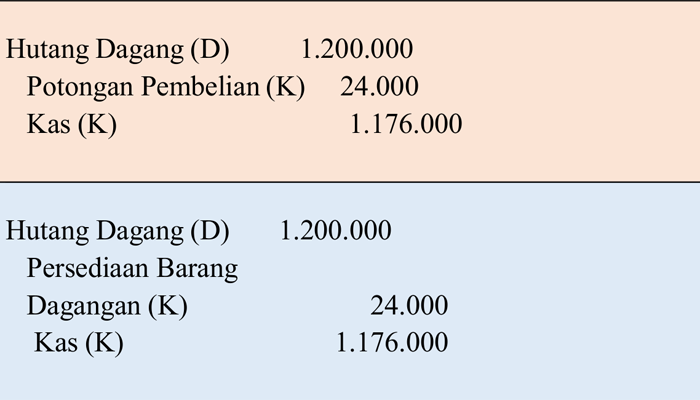 Hutang Dagang (D) 1.200.000
Potongan Pembelian (K) 24.000
Kas (K) 1.176.000
Hutang Dagang (D) 1.200.000
Persediaan Barang
Dagangan (K) 24.000
Kas (K) 1.176.000